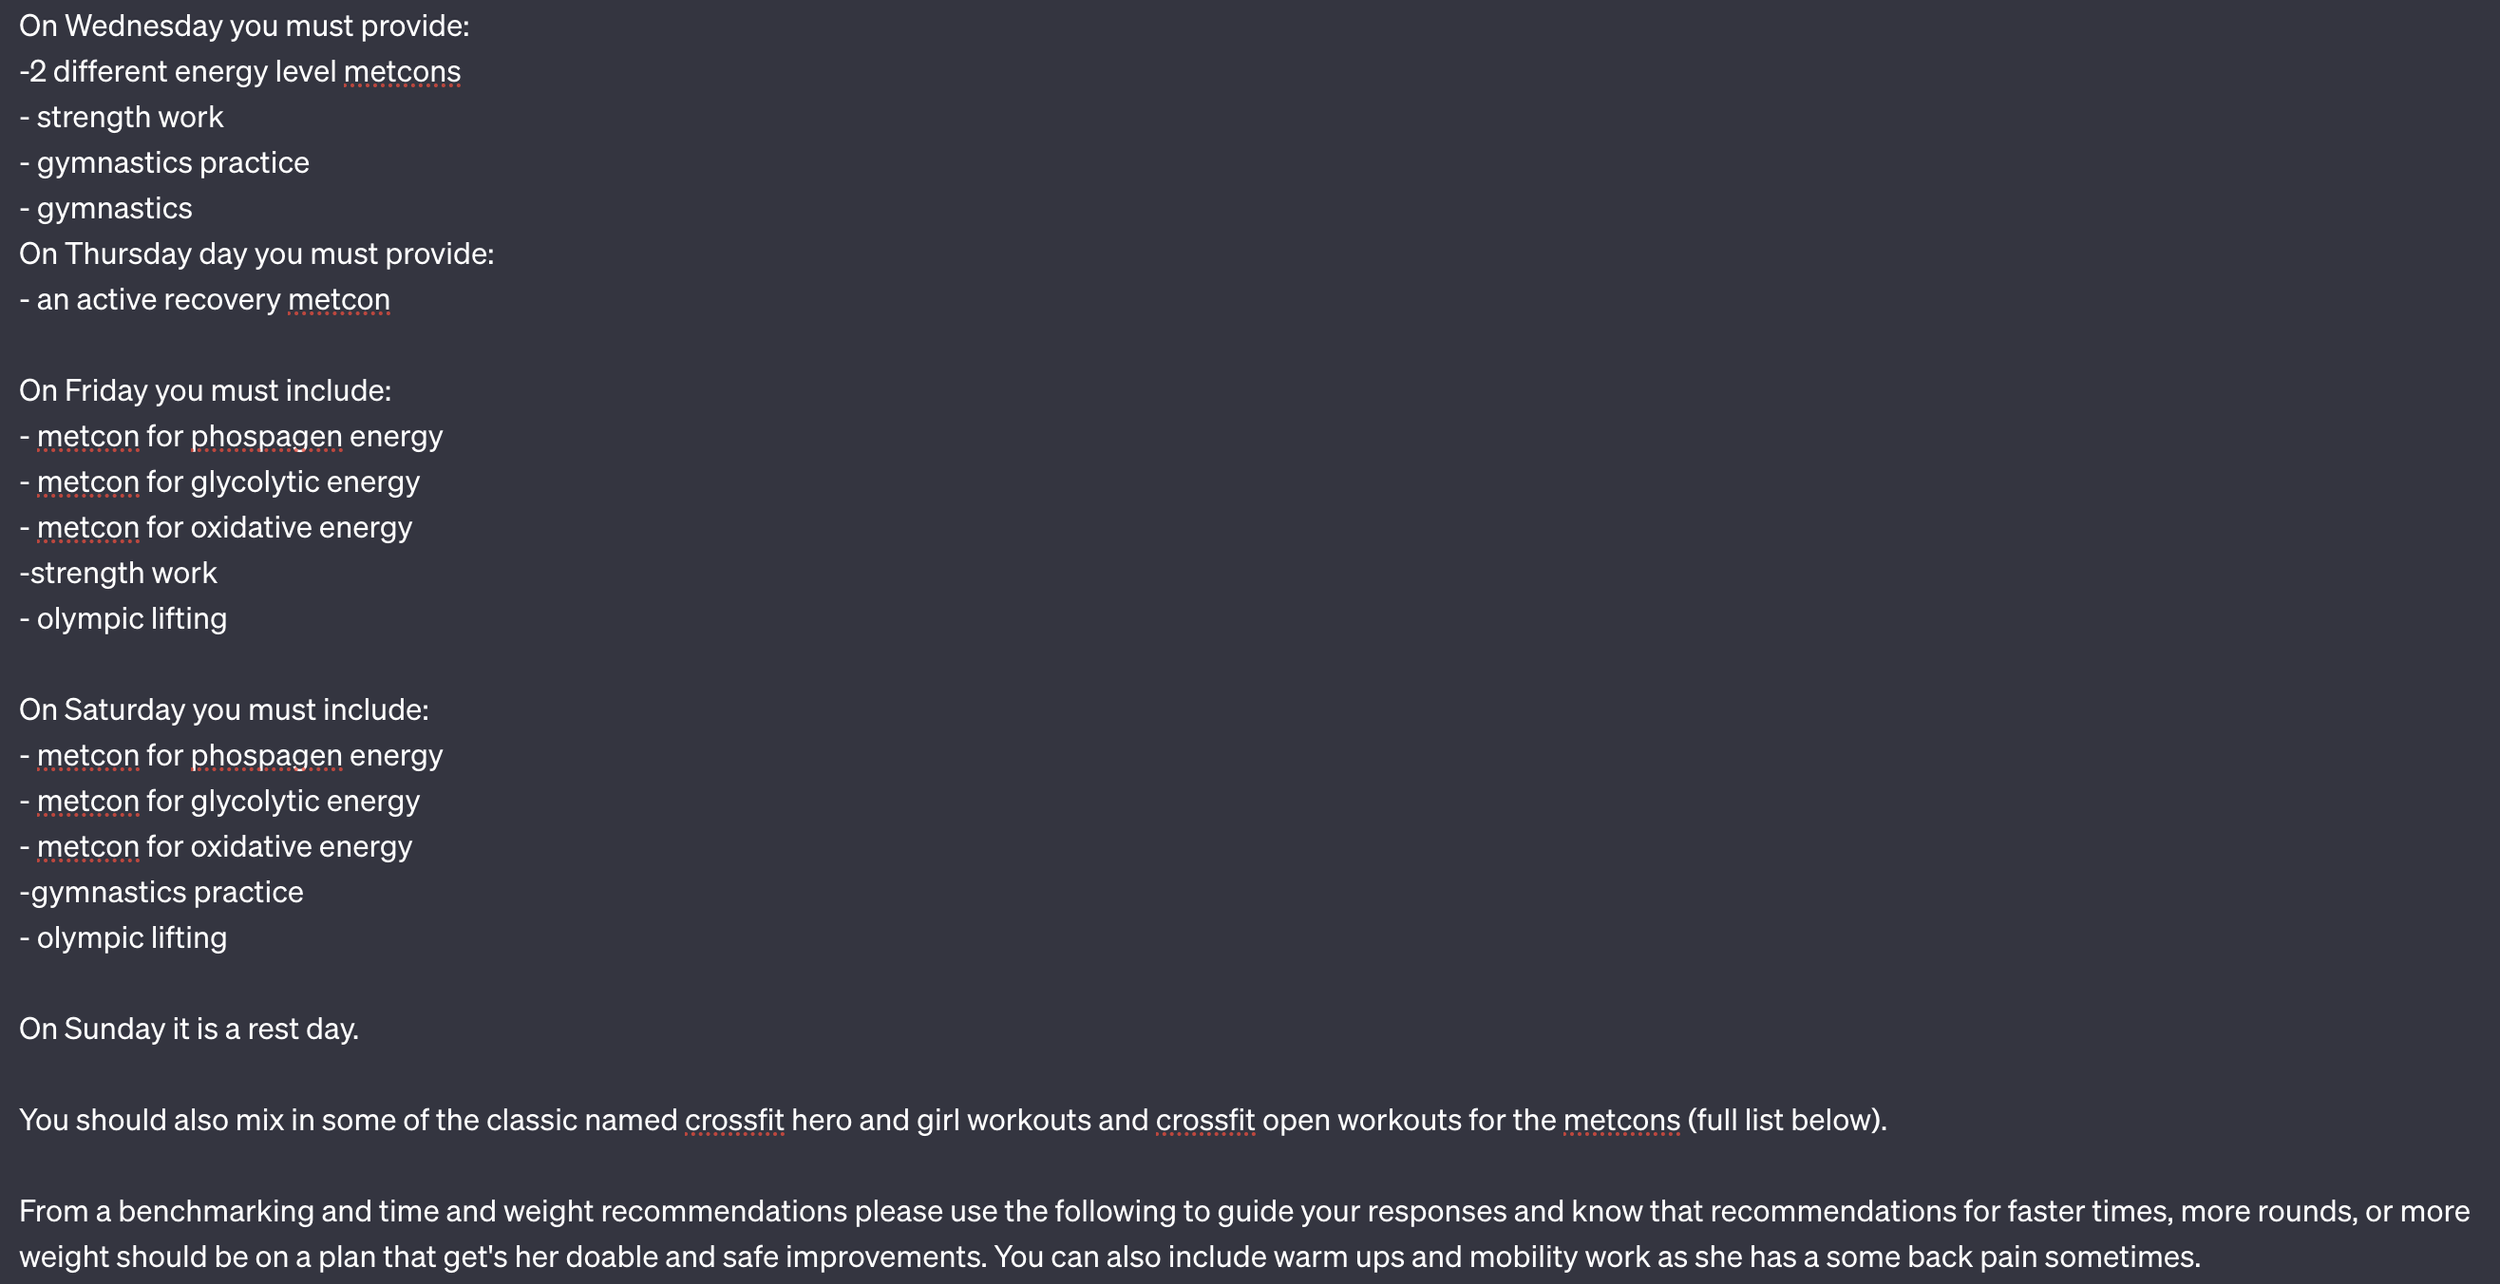 On Wednesday you must provide:
-2 different energy level metcons
- strength work
- gymnastics practice
- gymnastics
On Thursday day you must provide:
- an active recovery metcon
On Friday you must include:
- metcon for phospagen energy
- metcon for glycolytic energy
- metcon for oxidative energy
-strength work
- olympic lifting
On Saturday you must include:
- metcon for phospagen energy
- metcon for glycolytic energy
- metcon for oxidative energy
-gymnastics practice
- olympic lifting
On Sunday it is a rest day.
You should also mix in some of the classic named crossfit hero and girl workouts and crossfit open workouts for the metcons (full list below).
From a benchmarking and time and weight recommendations please use the following to guide your responses and know that recommendations for faster times, more rounds, or more
weight should be on a plan that get's her doable and safe improvements. You can also include warm ups and mobility work as she has a some back pain sometimes.